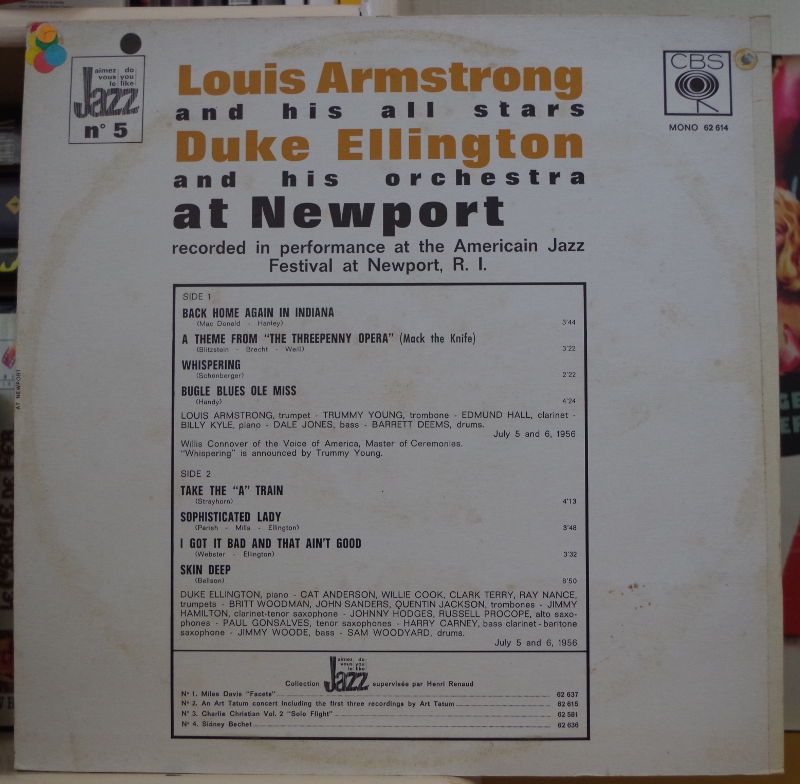 aimez do
vous you
le like
Jazz
n° 5
CBS
MONO 62 614
Louis Armstrong
and his all stars
Duke Ellington
and his orchestra
at Newport
recorded in performance at the Americain Jazz
Festival at Newport, R. I.
AT NEWPORT
SIDE 1
BACK HOME AGAIN IN INDIANA
(Mac Donald - Hanley) 3'44
A THEME FROM "THE THREEPENNY OPERA" (Mack the Knife)
(Blitzstein - Brecht - Weill) 3'22
WHISPERING
(Schonberger) 2'22
BUGLE BLUES OLE MISS
(Handy) 4'24
LOUIS ARMSTRONG, trumpet - TRUMMY YOUNG, trombone - EDMUND HALL, clarinet -
BILLY KYLE, piano - DALE JONES, bass - BARRETT DEEMS, drums.
July 5 and 6, 1956
Willis Connover of the Voice of America, Master of Ceremonies.
"Whispering" is announced by Trummy Young.
SIDE 2
TAKE THE "A" TRAIN
(Strayhorn) 4'13
SOPHISTICATED LADY
(Parish - Mills - Ellington) 3'48
I GOT IT BAD AND THAT AIN'T GOOD
(Webster - Ellington) 3'32
SKIN DEEP
(Bellson) 8'50
DUKE ELLINGTON, piano - CAT ANDERSON, WILLIE COOK, CLARK TERRY, RAY NANCE,
trumpets - BRITT WOODMAN, JOHN SANDERS, QUENTIN JACKSON, trombones - JIMMY
HAMILTON, clarinet-tenor saxophone - JOHNNY HODGES, RUSSELL PROCOPE, alto saxo-
phones - PAUL GONSALVES, tenor saxophones - HARRY CARNEY, bass clarinet-baritone
saxophone - JIMMY WOODE, bass - SAM WOODYARD, drums.
July 5 and 6, 1956
aimez do
vous you
le like
Collection Jazz supervisée par Henri Renaud
N° 1. Miles Davis "Facets" 62 637
N° 2. An Art Tatum concert including the first three recordings by Art Tatum 62 615
N° 3. Charlie Christian Vol. 2 "Solo Flight" 62 581
N° 4. Sidney Bechet 62 636